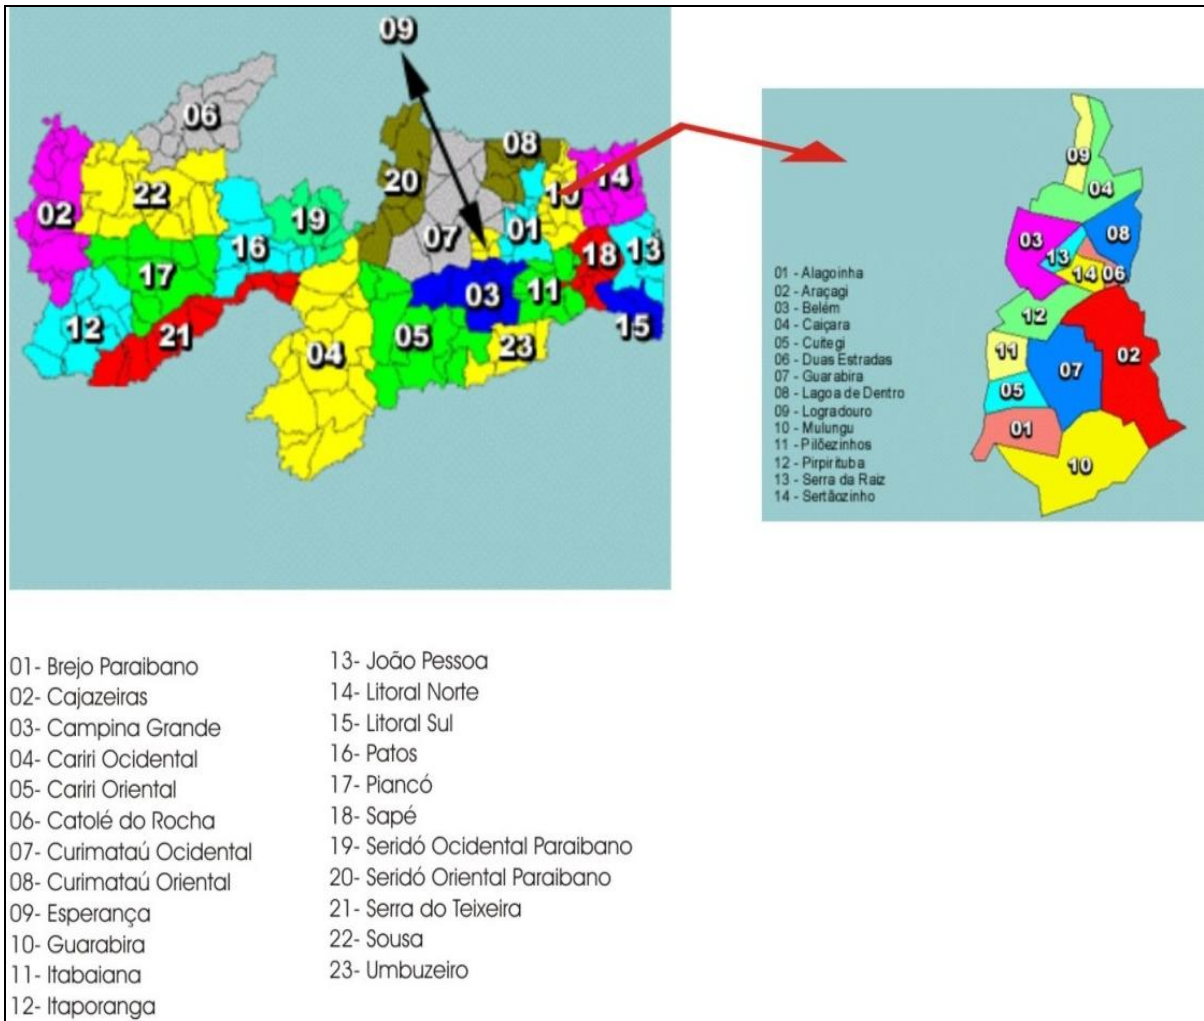 09
06
08
20
10
14
22
02
19
01
07
16
18
13
17
03
11
12
21
04
05
23
15
09
04
03
08
13
14
06
12
11
07
02
05
01
10
01 - Alagoinha
02 - Araçagi
03 - Belém
04 - Caiçara
05 - Cuitegi
06 - Duas Estradas
07 - Guarabira
08 - Lagoa de Dentro
09 - Logradouro
10 - Mulungu
11 - Pilõezinhos
12 - Pirpirituba
13 - Serra da Raiz
14 - Sertãozinho
01- Brejo Paraibano
02- Cajazeiras
03- Campina Grande
04- Cariri Ocidental
05- Cariri Oriental
06- Catolé do Rocha
07- Curimataú Ocidental
08- Curimataú Oriental
09- Esperança
10- Guarabira
11- Itabaiana
12- Itaporanga
13- João Pessoa
14- Litoral Norte
15- Litoral Sul
16- Patos
17- Piancó
18- Sapé
19- Seridó Ocidental Paraibano
20- Seridó Oriental Paraibano
21- Serra do Teixeira
22- Sousa
23- Umbuzeiro